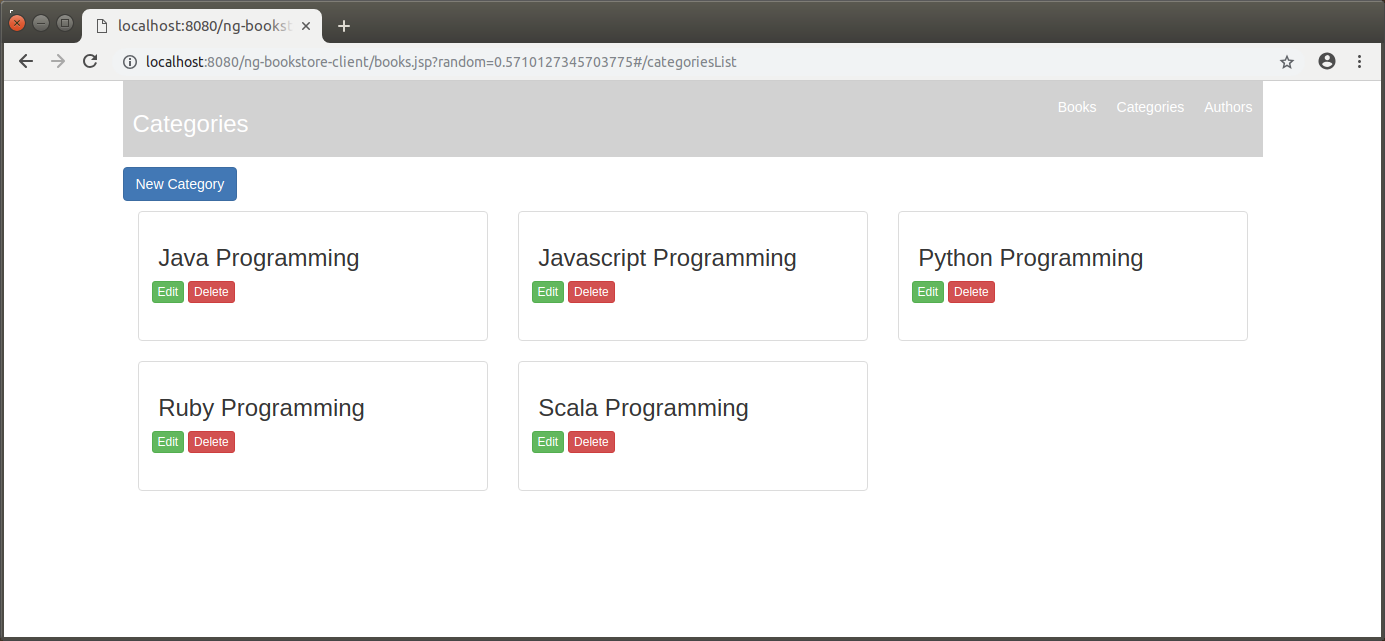 localhost:8080/ng-bookst
localhost:8080/ng-bookstore-client/books.jsp?random=0.5710127345703775#/categoriesList
Books Categories Authors
Categories
New Category
Java Programming Javascript Programming Python Programming
Edit Delete Edit Delete Edit Delete
Ruby Programming Scala Programming
Edit Delete Edit Delete